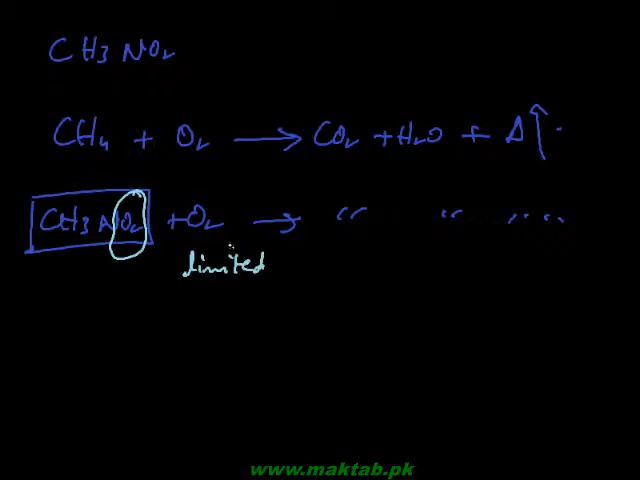 CH3NO₂
CH₄ + O₂ → CO₂ + H₂O + Δ↑
CH3NO₂ + O₂ → " " " "
limited
www.maktab.pk